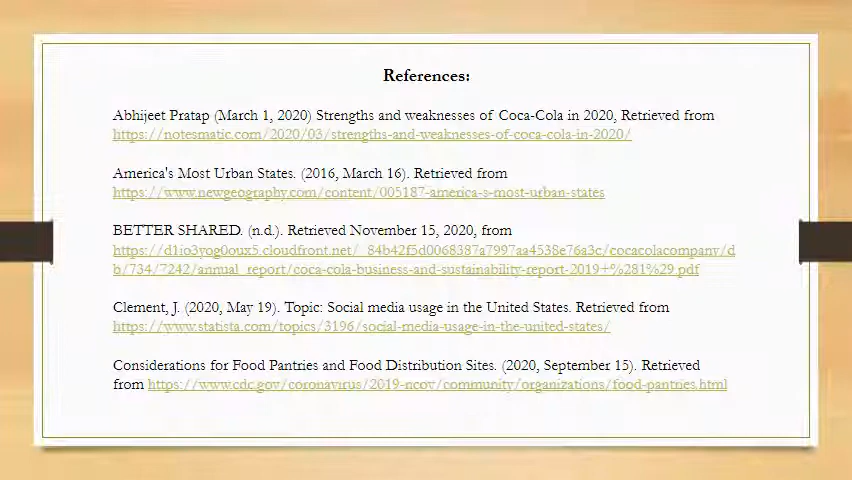 References:
Abhijeet Pratap (March 1, 2020) Strengths and weaknesses of Coca-Cola in 2020, Retrieved from
https://notesmatic.com/2020/03/strengths-and-weaknesses-of-coca-cola-in-2020/
America's Most Urban States. (2016, March 16). Retrieved from
https://www.newgeography.com/content/005187-america-s-most-urban-states
BETTER SHARED. (n.d.). Retrieved November 15, 2020, from
https://d1io3yog0oux5.cloudfront.net/_84b42f5d0068387a7997aa4538e76a3c/cocacolacompany/d
b/734/7242/annual_report/coca-cola-business-and-sustainability-report-2019+%281%29.pdf
Clement, J. (2020, May 19). Topic: Social media usage in the United States. Retrieved from
https://www.statista.com/topics/3196/social-media-usage-in-the-united-states/
Considerations for Food Pantries and Food Distribution Sites. (2020, September 15). Retrieved
from https://www.cdc.gov/coronavirus/2019-ncov/community/organizations/food-pantries.html